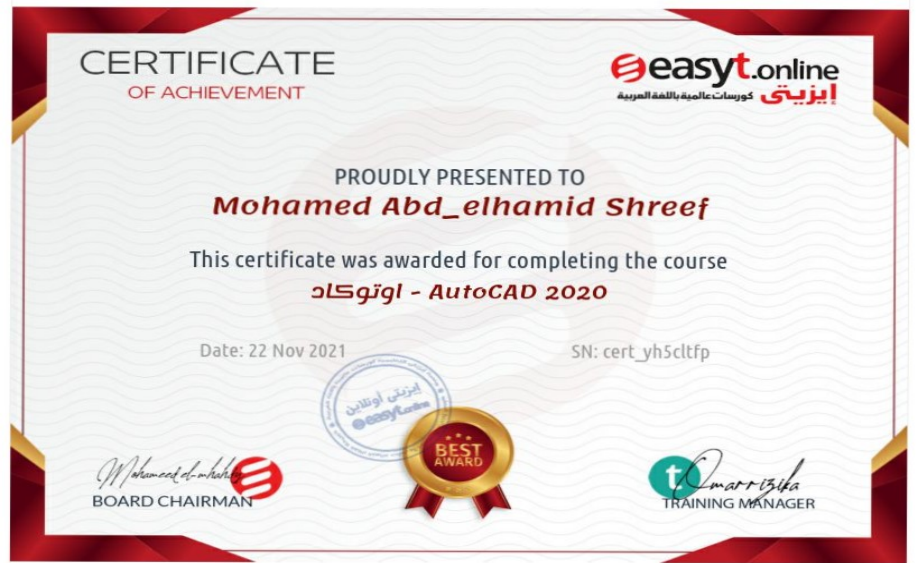 CERTIFICATE
OF ACHIEVEMENT
easyt.online
إيزيتي كورسات عالمية باللغة العربية
PROUDLY PRESENTED TO
Mohamed Abd_elhamid Shreef
This certificate was awarded for completing the course
اوتوكاد - AutoCAD 2020
Date: 22 Nov 2021
SN: cert_yh5cltfp
إيزيتي أونلاين
easyt.online
BEST
AWARD
BOARD CHAIRMAN
Omarrizika
TRAINING MANAGER